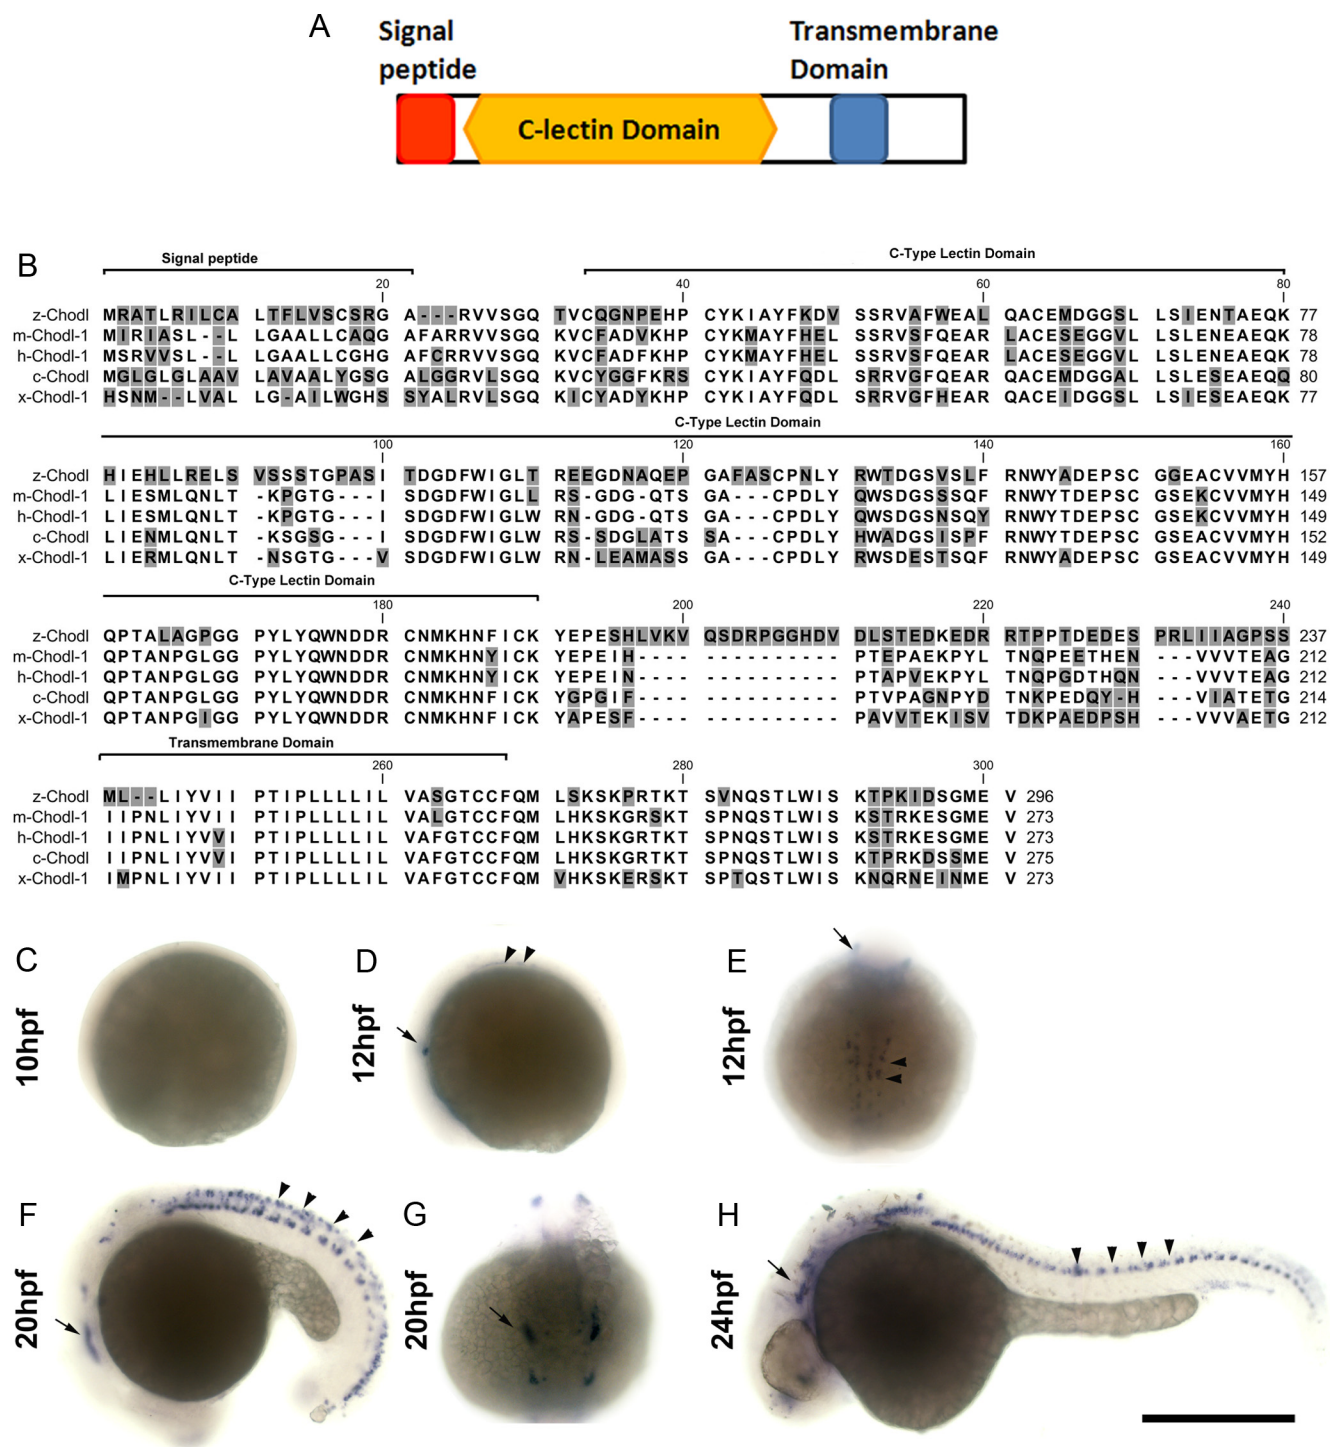 A
Signal peptide
Transmembrane Domain
C-lectin Domain
B
Signal peptide
C-Type Lectin Domain
20 40 60 80
z-Chodl MRATLRILCA LTFLVSCSRG A---RVVSGQ TVCQGNPEHP CYKIAYFKDV SSRVAFWEAL QACEMDGGSL LSIENTAEQK 77
m-Chodl-1 MIRIASL--L LGAALLCAQG AFARRVVSGQ KVCFADVKHP CYKMAYFHEL SSRVSFQEAR LACESEGGVL LSLENEAEQK 78
h-Chodl-1 MSRVVSL--L LGAALLCGHG AFCRRVVSGQ KVCFADFKHP CYKMAYFHEL SSRVSFQEAR LACESEGGVL LSLENEAEQK 78
c-Chodl MGLGLGLAAV LAVAALYGSG ALGGRVLSGQ KVCYGGFKRS CYKIAYFQDL SRRVGFQEAR QACEMDGGAL LSLESEAEQQ 80
x-Chodl-1 HSNM--LVAL LG-AILWGHS SYALRVLSGQ KICYADYKHP CYKIAYFQDL SRRVGFHEAR QACEIDGGSL LSIESEAEQK 77
C-Type Lectin Domain
100 120 140 160
z-Chodl HIEHLLRELS VSSSTGPASI TDGDFWIGLT REEGDNAQEP GAFASCPNLY RWTDGSVSLF RNWYADEPSC GGEACVVMYH 157
m-Chodl-1 LIESMLQNLT -KPGTG---I SDGDFWIGLL RS-GDG-QTS GA---CPDLY QWSDGSSSQF RNWYTDEPSC GSEKCVVMYH 149
h-Chodl-1 LIESMLQNLT -KPGTG---I SDGDFWIGLW RN-GDG-QTS GA---CPDLY QWSDGSNSQY RNWYTDEPSC GSEKCVVMYH 149
c-Chodl LIENMLQNLT -KSGSG---I SDGDFWIGLW RS-SDGLATS SA---CPDLY HWADGSISPF RNWYTDEPSC GSEACVVMYH 152
x-Chodl-1 LIERMLQNLT -NSGTG---V SDGDFWIGLW RN-LEAMASS GA---CPDLY RWSDESTSQF RNWYADEPSC GSEACVVMYH 149
C-Type Lectin Domain
180 200 220 240
z-Chodl QPTALAGPGG PYLYQWNDDR CNMKHNFICK YEPESHLVKV QSDRPGGHDV DLSTEDKEDR RTPPTDEDES PRLIIAGPSS 237
m-Chodl-1 QPTANPGLGG PYLYQWNDDR CNMKHNYICK YEPEIH---- ---------- PTEPAEKPYL TNQPEETHEN ---VVVTEAG 212
h-Chodl-1 QPTANPGLGG PYLYQWNDDR CNMKHNYICK YEPEIN---- ---------- PTAPVEKPYL TNQPGDTHQN ---VVVTEAG 212
c-Chodl QPTANPGLGG PYLYQWNDDR CNMKHNFICK YGPGIF---- ---------- PTVPAGNPYD TNKPEDQY-H ---VIATETG 214
x-Chodl-1 QPTANPGIGG PYLYQWNDDR CNMKHNFICK YAPESF---- ---------- PAVVTEKISV TDKPAEDPSH ---VVVAETG 212
Transmembrane Domain
260 280 300
z-Chodl ML--LIYVII PTIPLLLLIL VASGTCCFQM LSKSKPRTKT SVNQSTLWIS KTPKIDSGME V 296
m-Chodl-1 IIPNLIYVII PTIPLLLLIL VALGTCCFQM LHKSKGRSKT SPNQSTLWIS KSTRKESGME V 273
h-Chodl-1 IIPNLIYVVI PTIPLLLLIL VAFGTCCFQM LHKSKGRTKT SPNQSTLWIS KSTRKESGME V 273
c-Chodl IIPNLIYVVI PTIPLLLLIL VAFGTCCFQM LHKSKGRTKT SPNQSTLWIS KTPRKDSSME V 275
x-Chodl-1 IMPNLIYVII PTIPLLLLIL VAFGTCCFQM VHKSKERSKT SPTQSTLWIS KNQRNEINME V 273
C
10hpf
D
12hpf
E
12hpf
F
20hpf
G
20hpf
H
24hpf